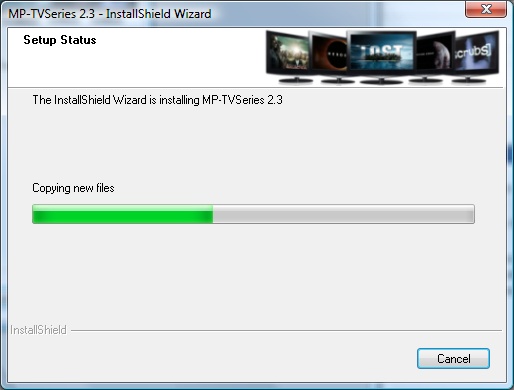 MP-TVSeries 2.3 - InstallShield Wizard
Setup Status
LOST
scrubs
The InstallShield Wizard is installing MP-TVSeries 2.3
Copying new files
InstallShield
Cancel